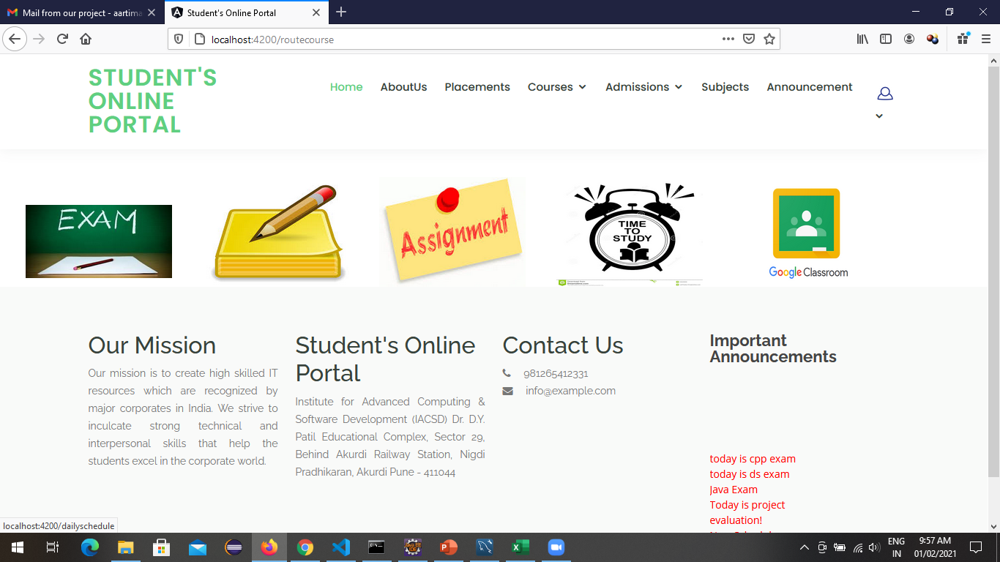 Mail from our project - aartima
Student's Online Portal
localhost:4200/routecourse
STUDENT'S
ONLINE
PORTAL
Home
AboutUs
Placements
Courses
Admissions
Subjects
Announcement
EXAM
Assignment
TIME
TO
STUDY
Google Classroom
Our Mission
Our mission is to create high skilled IT
resources which are recognized by
major corporates in India. We strive to
inculcate strong technical and
interpersonal skills that help the
students excel in the corporate world.
Student's Online
Portal
Institute for Advanced Computing &
Software Development (IACSD) Dr. D.Y.
Patil Educational Complex, Sector 29,
Behind Akurdi Railway Station, Nigdi
Pradhikaran, Akurdi Pune - 411044
Contact Us
981265412331
info@example.com
Important
Announcements
today is cpp exam
today is ds exam
Java Exam
Today is project
evaluation!
localhost:4200/dailyschedule
ENG
IN
9:57 AM
01/02/2021